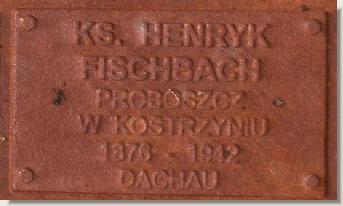 KS. HENRYK
FISCHBACH
PROBOSZCZ
W KOSTRZYNIU
1876 - 1942
DACHAU